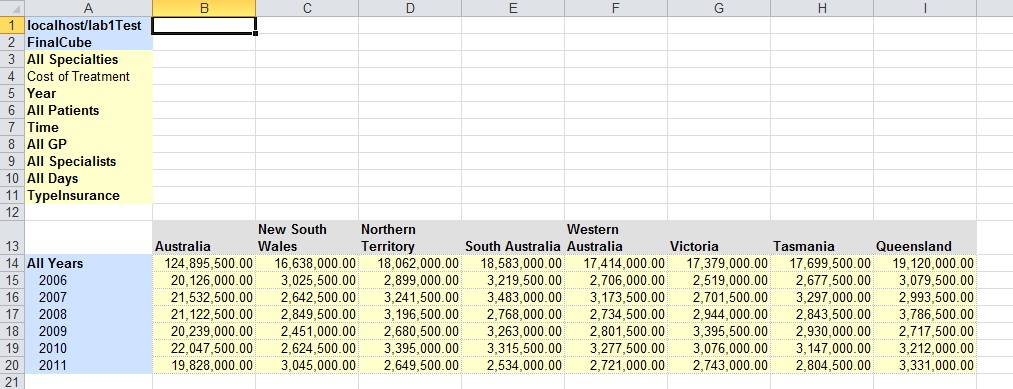 A B C D E F G H I
1 localhost/lab1Test
2 FinalCube
3 All Specialties
4 Cost of Treatment
5 Year
6 All Patients
7 Time
8 All GP
9 All Specialists
10 All Days
11 TypeInsurance
12
New South Northern Western
13 Australia Wales Territory South Australia Australia Victoria Tasmania Queensland
14 All Years 124,895,500.00 16,638,000.00 18,062,000.00 18,583,000.00 17,414,000.00 17,379,000.00 17,699,500.00 19,120,000.00
15 2006 20,126,000.00 3,025,500.00 2,899,000.00 3,219,500.00 2,706,000.00 2,519,000.00 2,677,500.00 3,079,500.00
16 2007 21,532,500.00 2,642,500.00 3,241,500.00 3,483,000.00 3,173,500.00 2,701,500.00 3,297,000.00 2,993,500.00
17 2008 21,122,500.00 2,849,500.00 3,196,500.00 2,768,000.00 2,734,500.00 2,944,000.00 2,843,500.00 3,786,500.00
18 2009 20,239,000.00 2,451,000.00 2,680,500.00 3,263,000.00 2,801,500.00 3,395,500.00 2,930,000.00 2,717,500.00
19 2010 22,047,500.00 2,624,500.00 3,395,000.00 3,315,500.00 3,277,500.00 3,076,000.00 3,147,000.00 3,212,000.00
20 2011 19,828,000.00 3,045,000.00 2,649,500.00 2,534,000.00 2,721,000.00 2,743,000.00 2,804,500.00 3,331,000.00
21